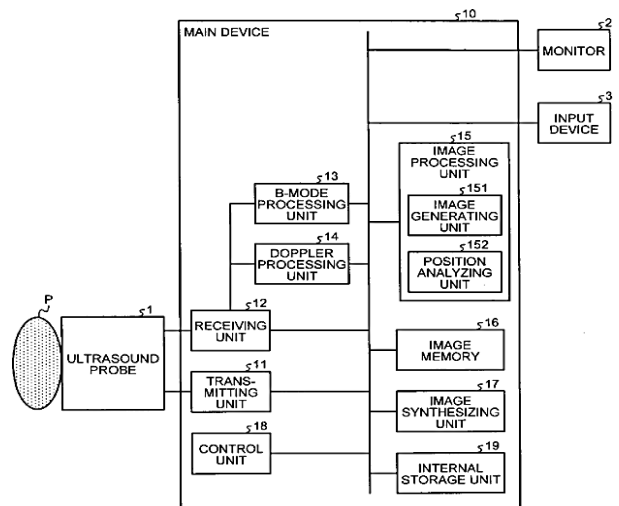 10
MAIN DEVICE
2
MONITOR
3
INPUT
DEVICE
15
IMAGE
PROCESSING
UNIT
151
IMAGE
GENERATING
UNIT
152
POSITION
ANALYZING
UNIT
13
B-MODE
PROCESSING
UNIT
14
DOPPLER
PROCESSING
UNIT
P
1
ULTRASOUND
PROBE
12
RECEIVING
UNIT
11
TRANS-
MITTING
UNIT
18
CONTROL
UNIT
16
IMAGE
MEMORY
17
IMAGE
SYNTHESIZING
UNIT
19
INTERNAL
STORAGE UNIT